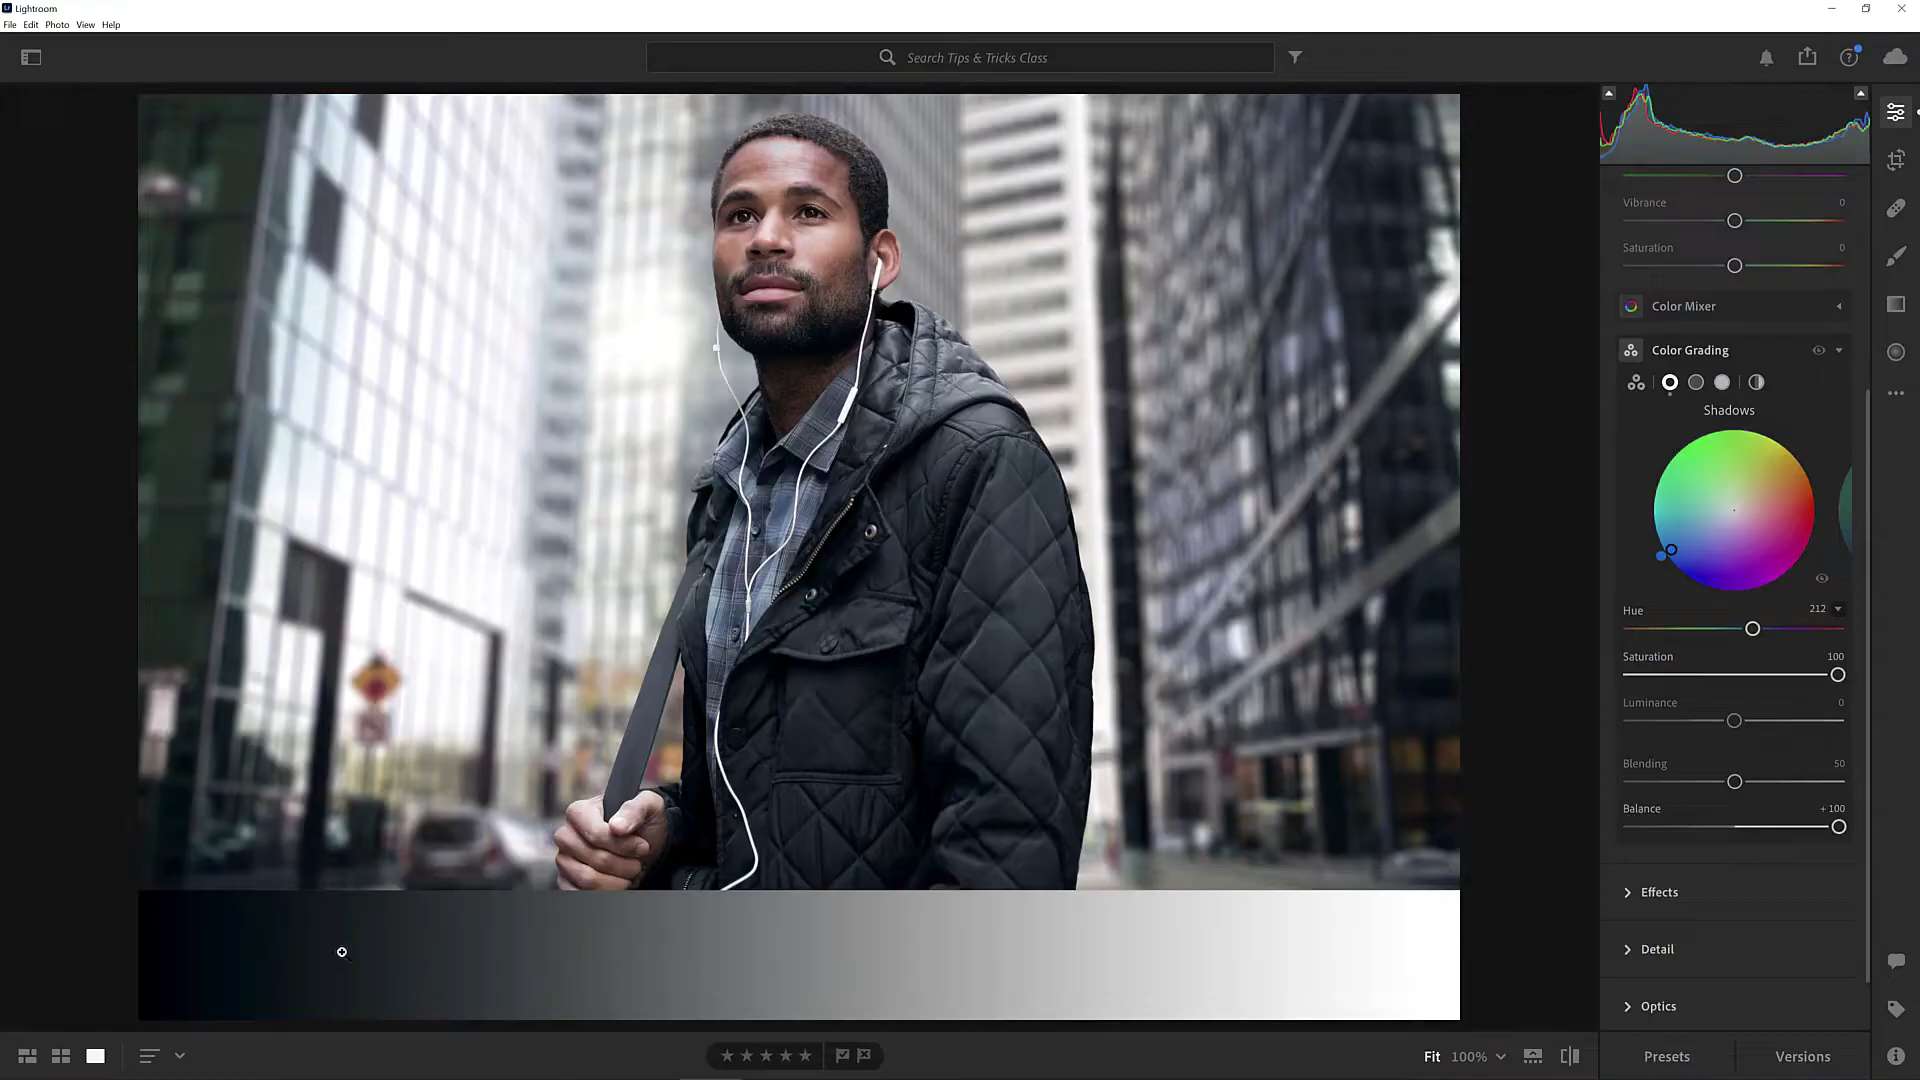 Lr Lightroom
File Edit Photo View Help
Search Tips & Tricks Class
Vibrance 0
Saturation 0
Color Mixer
Color Grading
Shadows
Hue 212
Saturation 100
Luminance 0
Blending 50
Balance + 100
Effects
Detail
Optics
Fit 100%
Presets Versions